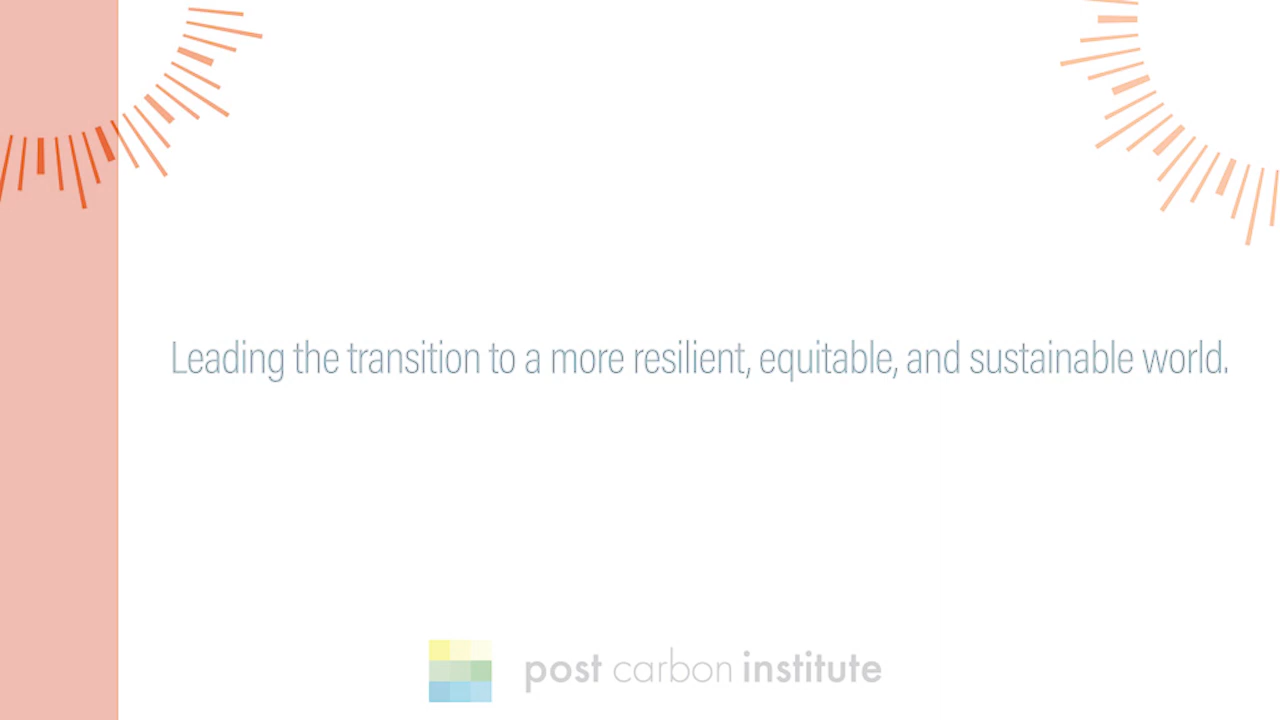 Leading the transition to a more resilient, equitable, and sustainable world.
post carbon institute